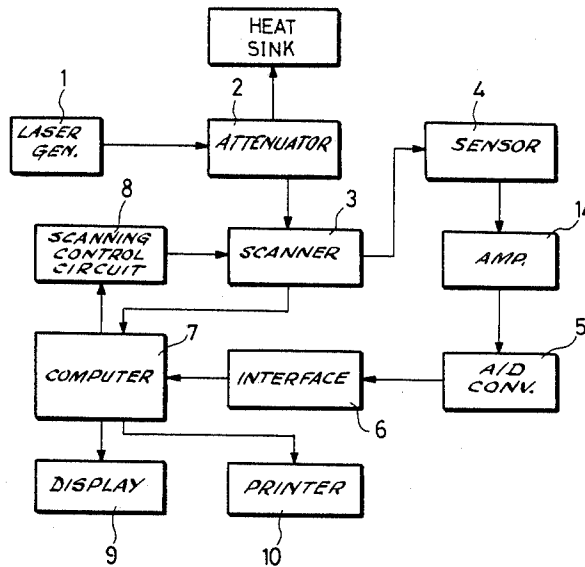 HEAT
SINK
1
2
4
LASER
GEN.
ATTENUATOR
SENSOR
8
3
14
SCANNING
CONTROL
CIRCUIT
SCANNER
AMP.
7
5
COMPUTER
INTERFACE
A/D
CONV.
6
DISPLAY
PRINTER
9
10